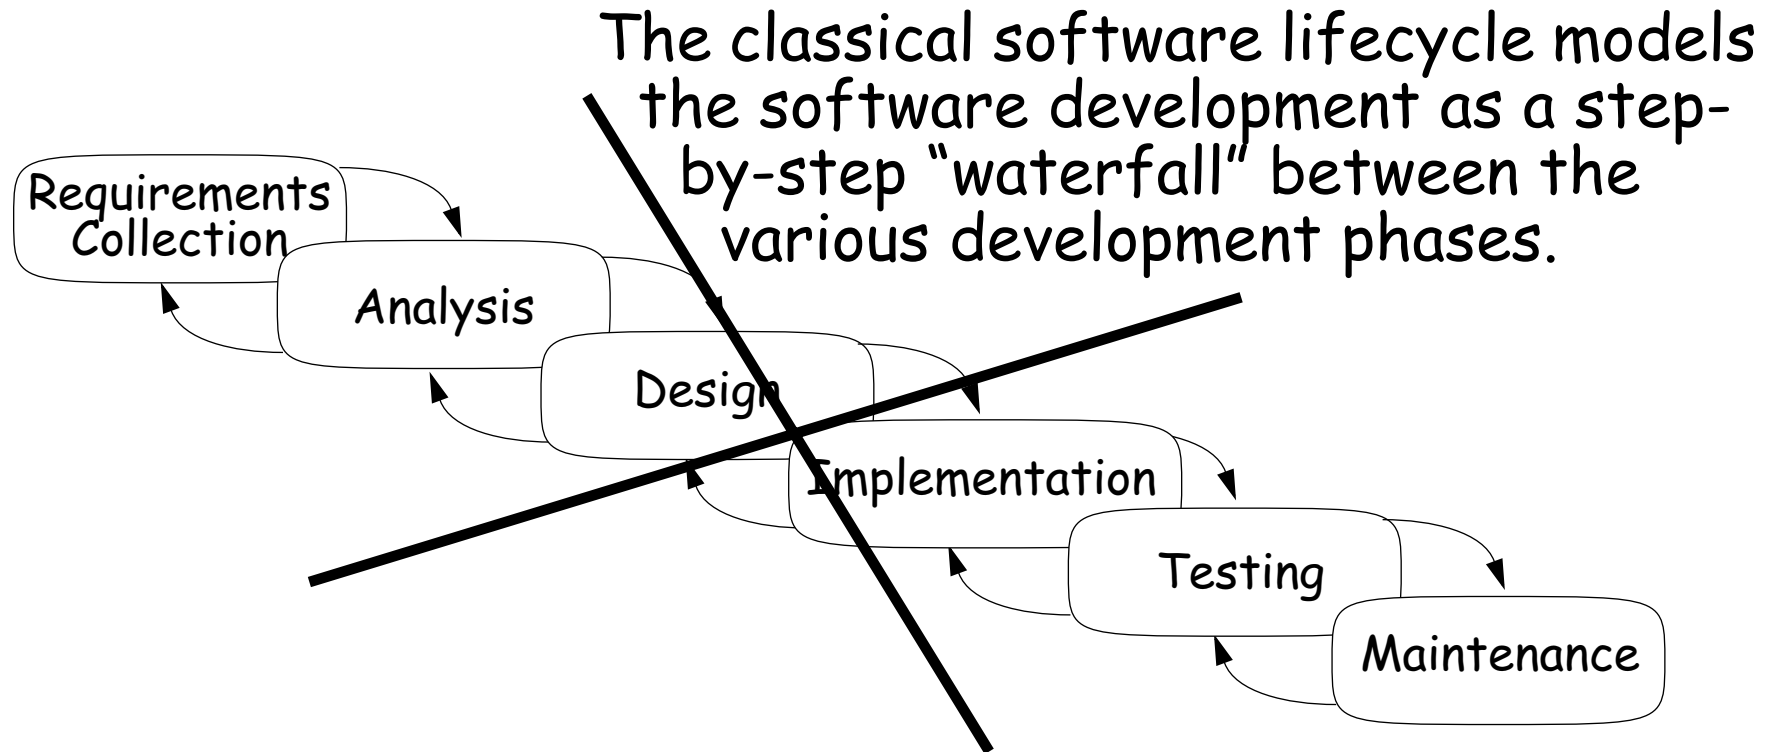 The classical software lifecycle models
the software development as a step-
by-step “waterfall” between the
various development phases.
Requirements
Collection
Analysis
Design
Implementation
Testing
Maintenance